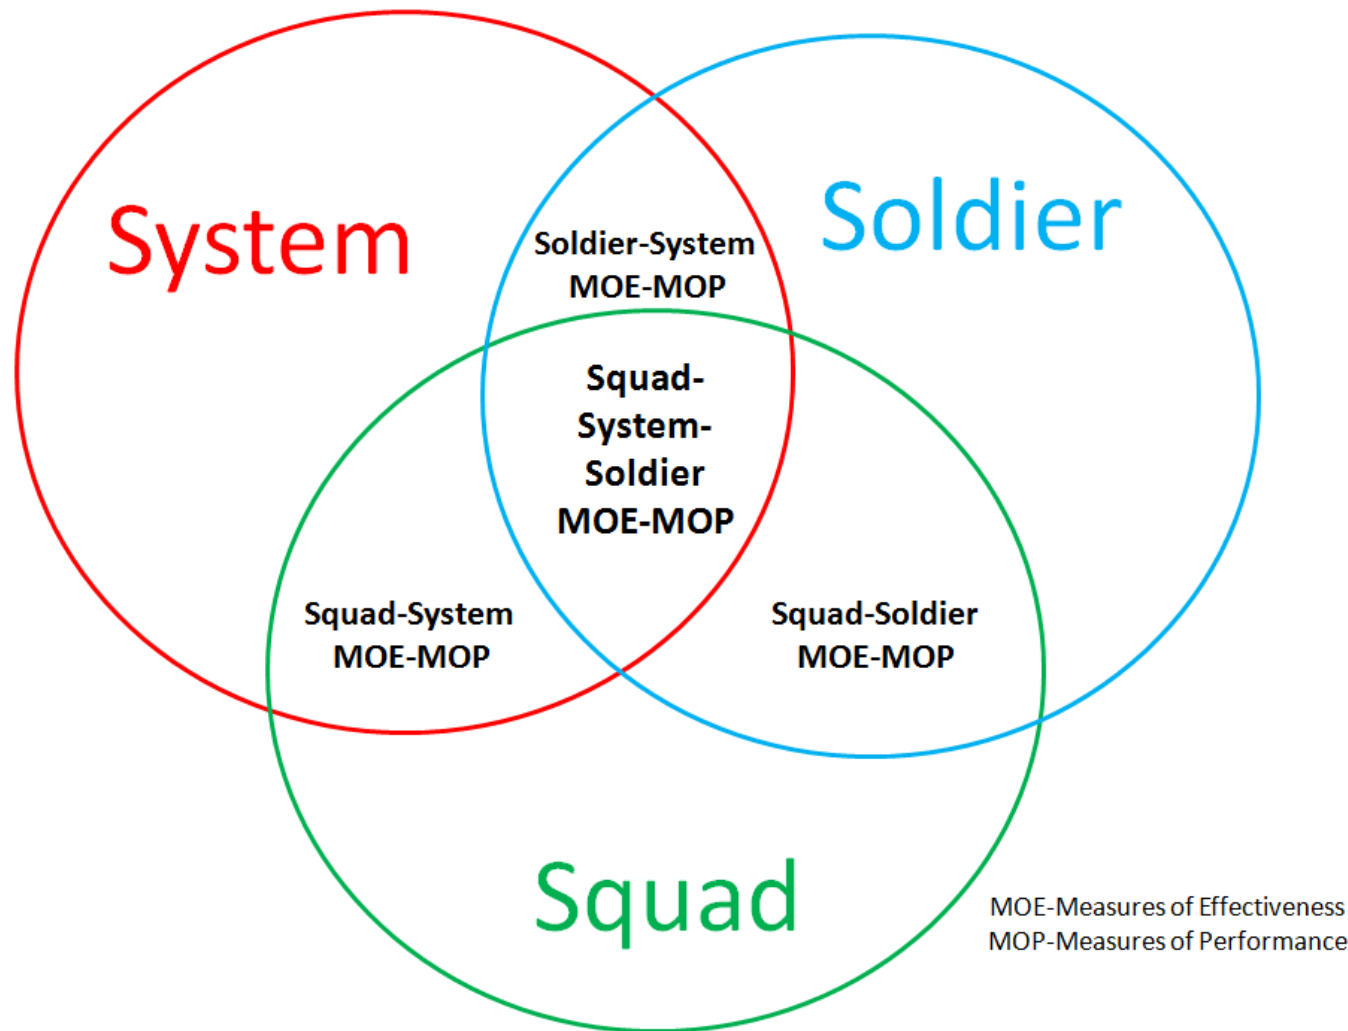 System
Soldier
Soldier-System
MOE-MOP
Squad-
System-
Soldier
MOE-MOP
Squad-System
MOE-MOP
Squad-Soldier
MOE-MOP
Squad
MOE-Measures of Effectiveness
MOP-Measures of Performance